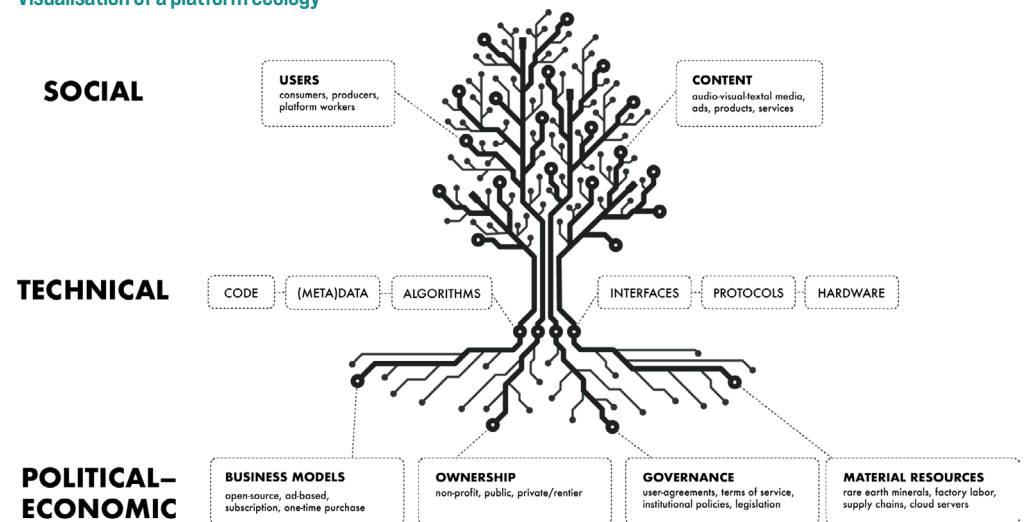 Visualisation of a platform ecology
SOCIAL
USERS
consumers, producers,
platform workers
CONTENT
audio-visual-textal media,
ads, products, services
TECHNICAL
CODE
(META)DATA
ALGORITHMS
INTERFACES
PROTOCOLS
HARDWARE
POLITICAL–
ECONOMIC
BUSINESS MODELS
open-source, ad-based,
subscription, one-time purchase
OWNERSHIP
non-profit, public, private/rentier
GOVERNANCE
user-agreements, terms of service,
institutional policies, legislation
MATERIAL RESOURCES
rare earth minerals, factory labor,
supply chains, cloud servers